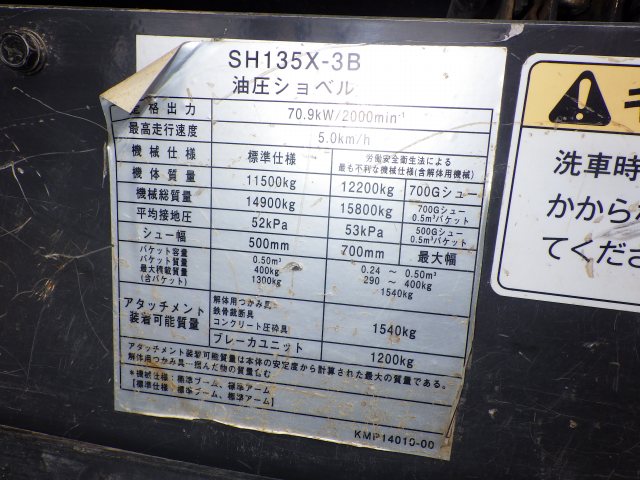 SH135X-3B
油圧ショベル
格出力 70.9kW/2000min⁻¹
最高走行速度 5.0km/h
機械仕様 標準仕様 労働安全衛生法による
最も不利な機械仕様(含解体用機械)
機体質量 11500kg 12200kg 700Gシュー
機械総質量 14900kg 15800kg 700Gシュー
0.5m³バケット
平均接地圧 52kPa 53kPa 500Gシュー
0.5m³バケット
シュー幅 500mm 700mm 最大幅
バケット容量 0.50m³ 0.24 ~ 0.50m³
バケット質量 400kg 290 ~ 400kg
最大積載質量 1300kg 1540kg
(含バケット)
アタッチメント
装着可能質量
解体用つかみ具
鉄骨裁断具
コンクリート圧砕具 1540kg
ブレーカユニット 1200kg
アタッチメント装着可能質量は本体の安定度から計算された最大の質量である。
解体用つかみ具…掴んだ物の質量含む
*機械仕様:標準ブーム、標準アーム
[標準仕様:標準ブーム、標準アーム]
KMP14010-00
洗車時
かから
てくださ